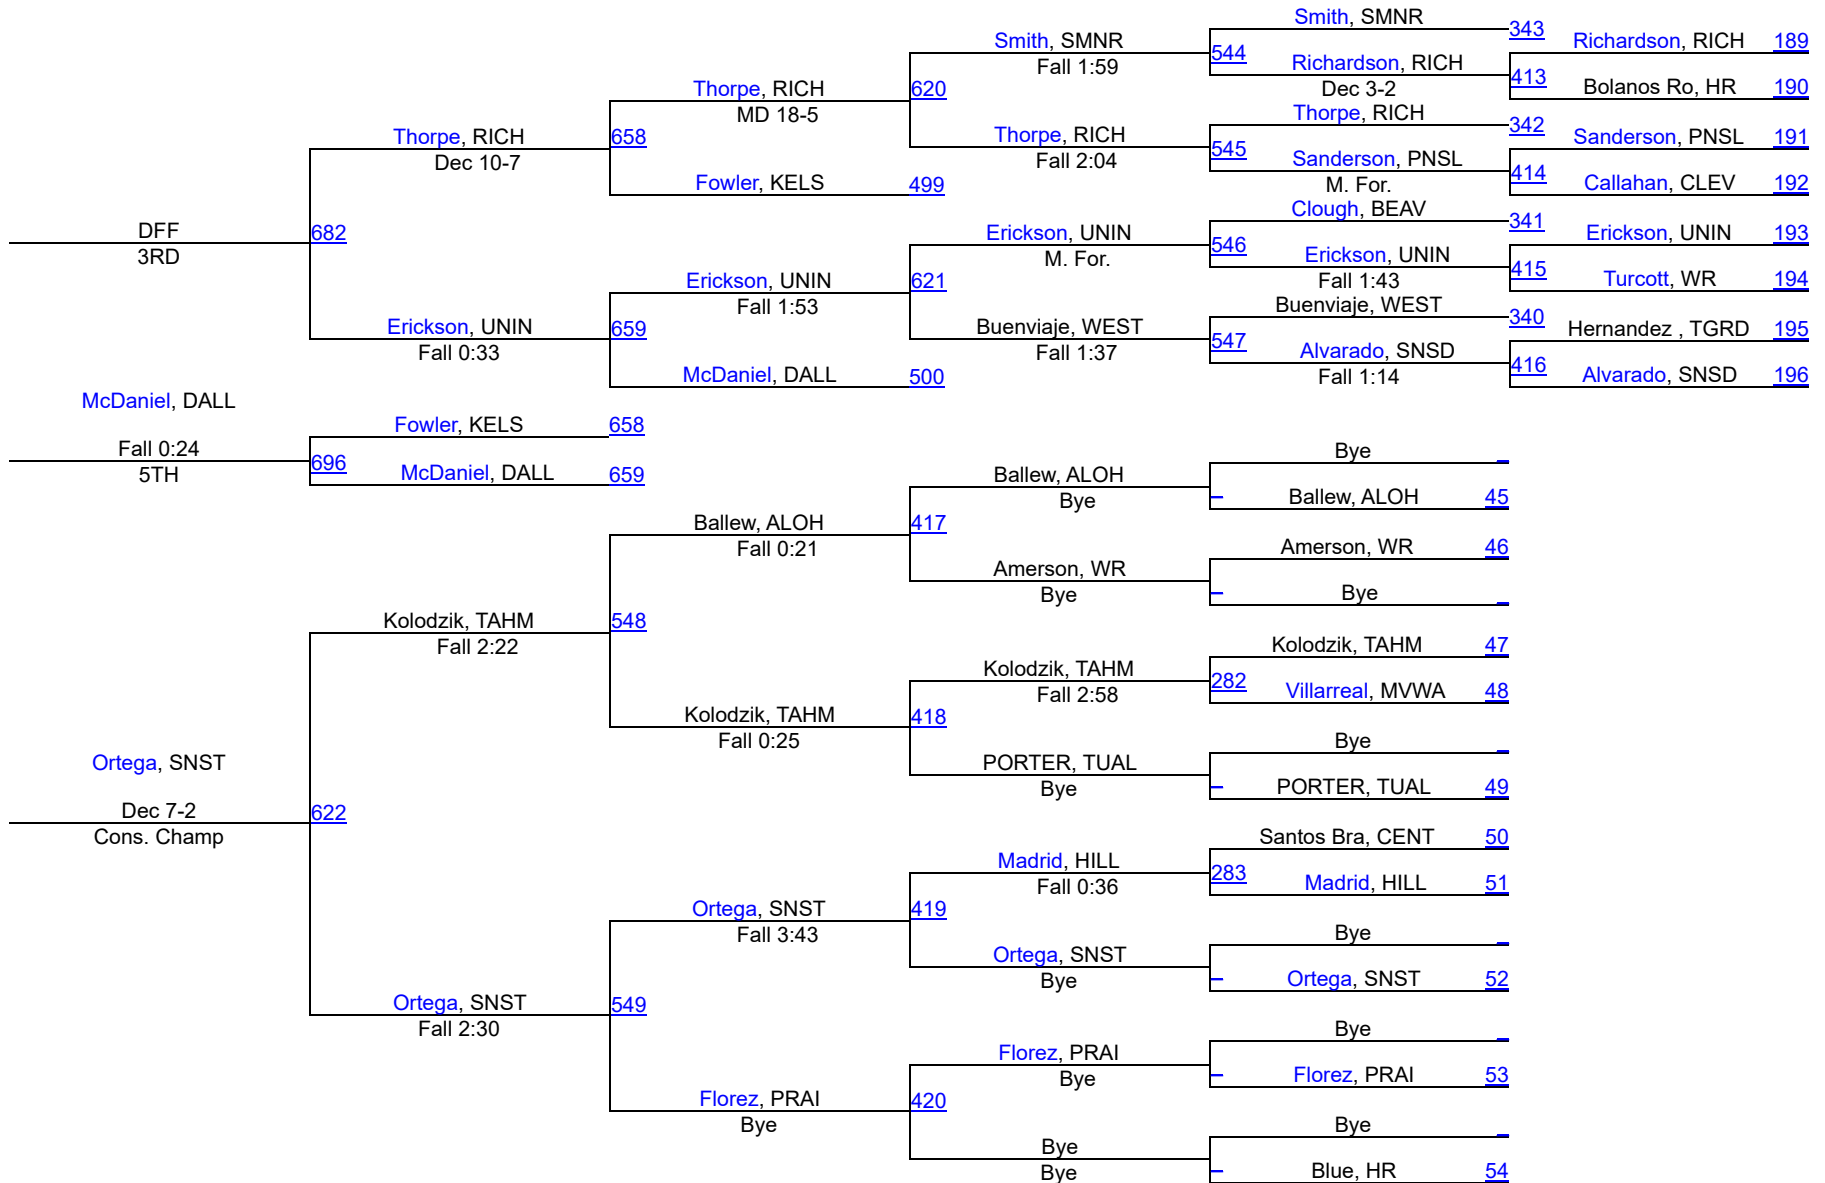 Smith, SMNR
343
Richardson, RICH 189
Smith, SMNR
544
Fall 1:59
Richardson, RICH
413
Dec 3-2
Bolanos Ro, HR 190
Thorpe, RICH
620
MD 18-5
Thorpe, RICH
342
Sanderson, PNSL 191
Thorpe, RICH
545
Fall 2:04
Sanderson, PNSL
414
M. For.
Callahan, CLEV 192
Thorpe, RICH
658
Dec 10-7
Fowler, KELS 499
Clough, BEAV
341
Erickson, UNIN 193
Erickson, UNIN
546
M. For.
Erickson, UNIN
415
Fall 1:43
Turcott, WR 194
DFF
682
3RD
Erickson, UNIN
621
Fall 1:53
Buenviaje, WEST
340
Hernandez , TGRD 195
Buenviaje, WEST
547
Fall 1:37
Alvarado, SNSD
416
Fall 1:14
Alvarado, SNSD 196
Erickson, UNIN
659
Fall 0:33
McDaniel, DALL 500
McDaniel, DALL
Fowler, KELS 658
Fall 0:24
696
5TH
McDaniel, DALL 659
Bye
Ballew, ALOH
Bye
Ballew, ALOH 45
Ballew, ALOH
417
Fall 0:21
Amerson, WR 46
Amerson, WR
Bye
Bye
Kolodzik, TAHM
548
Fall 2:22
Kolodzik, TAHM 47
Kolodzik, TAHM
282
Fall 2:58
Villarreal, MVWA 48
Kolodzik, TAHM
418
Fall 0:25
Bye
PORTER, TUAL
Bye
PORTER, TUAL 49
Ortega, SNST
Dec 7-2
622
Cons. Champ
Santos Bra, CENT 50
Madrid, HILL
283
Fall 0:36
Madrid, HILL 51
Ortega, SNST
419
Fall 3:43
Bye
Ortega, SNST
Bye
Ortega, SNST 52
Ortega, SNST
549
Fall 2:30
Bye
Florez, PRAI
Bye
Florez, PRAI 53
Florez, PRAI
420
Bye
Bye
Bye
Bye
Blue, HR 54